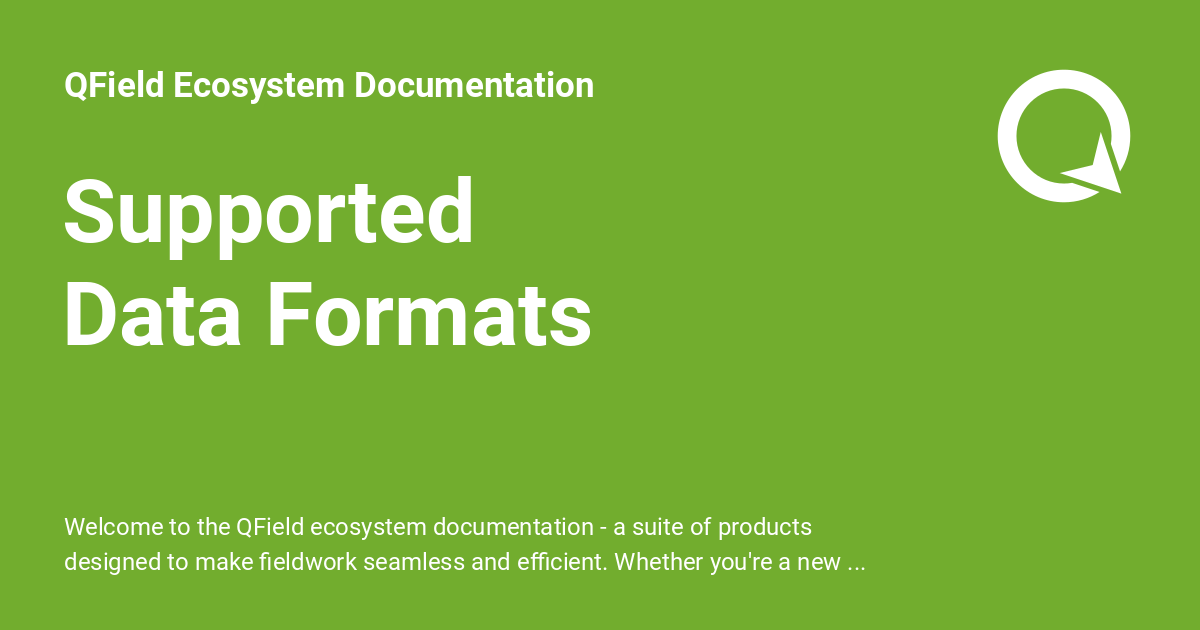 QField Ecosystem Documentation
Supported
Data Formats
Welcome to the QField ecosystem documentation - a suite of products
designed to make fieldwork seamless and efficient. Whether you're a new ...